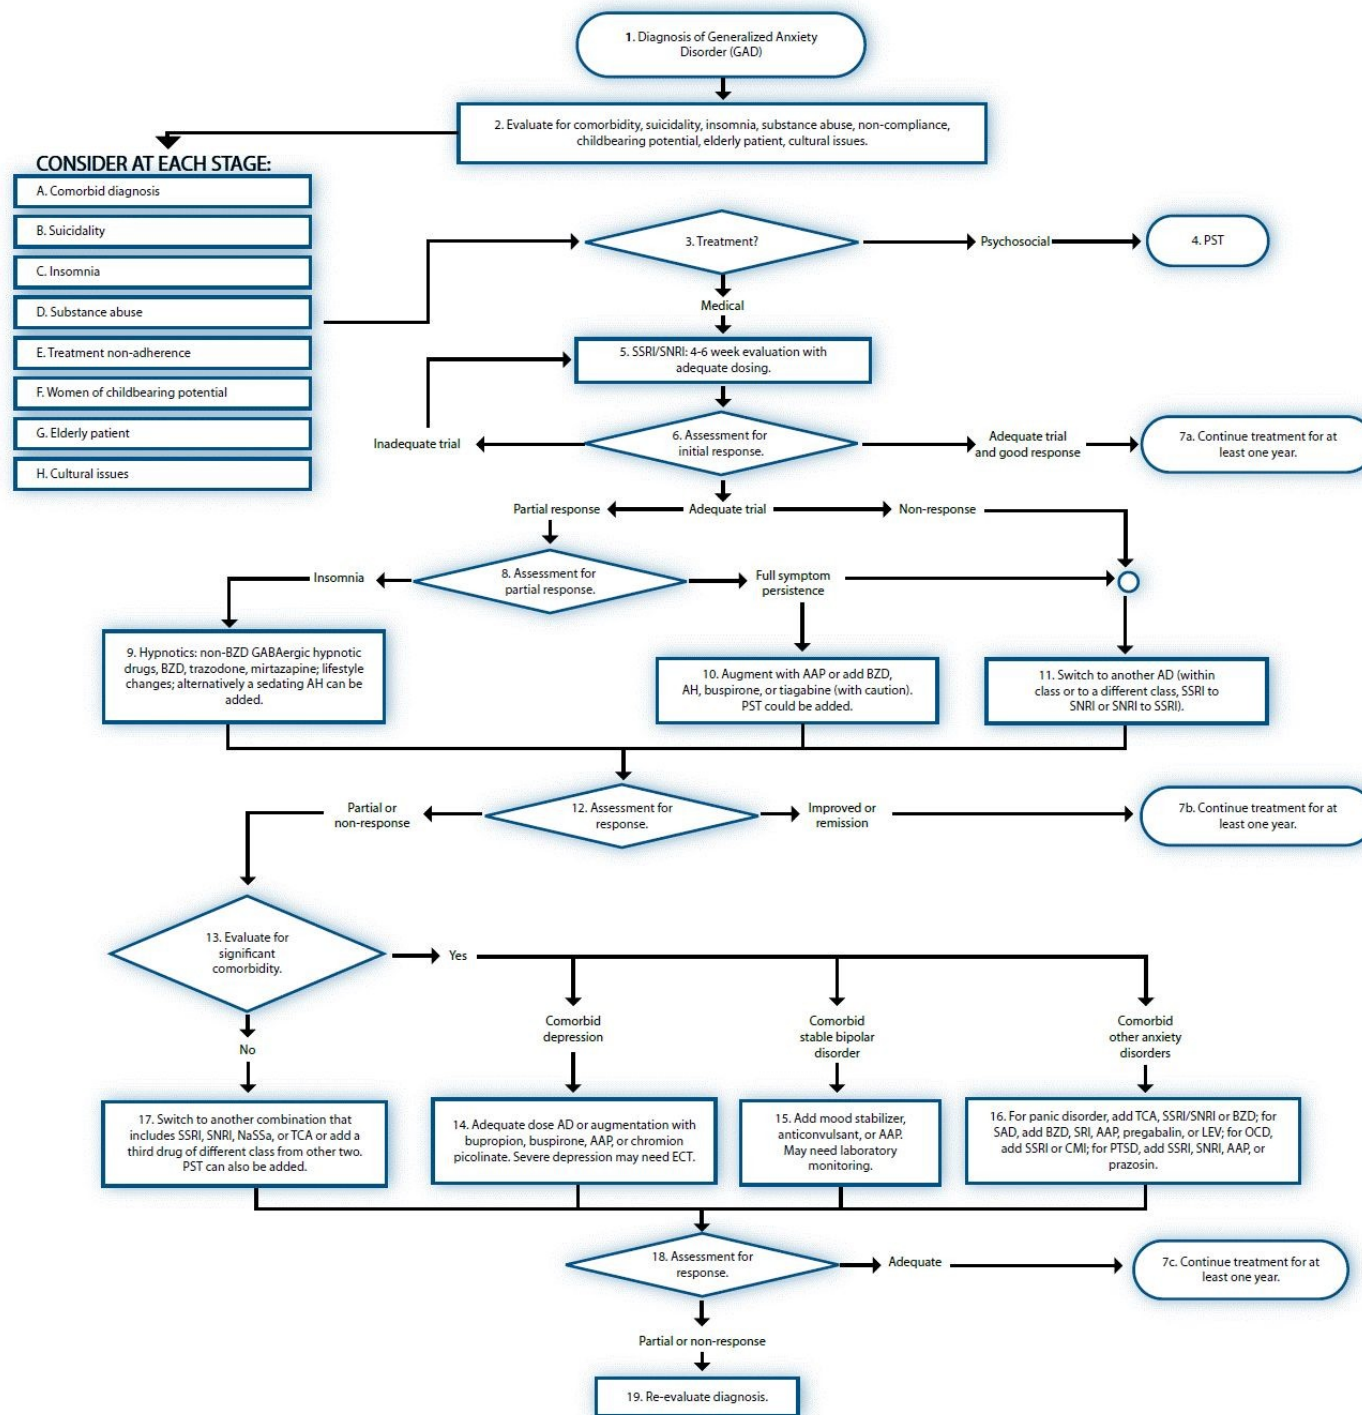 1. Diagnosis of Generalized Anxiety
Disorder (GAD)
2. Evaluate for comorbidity, suicidality, insomnia, substance abuse, non-compliance,
childbearing potential, elderly patient, cultural issues.
CONSIDER AT EACH STAGE:
A. Comorbid diagnosis
B. Suicidality
C. Insomnia
D. Substance abuse
E. Treatment non-adherence
F. Women of childbearing potential
G. Elderly patient
H. Cultural issues
3. Treatment?
Psychosocial
4. PST
Medical
5. SSRI/SNRI: 4-6 week evaluation with
adequate dosing.
Inadequate trial
6. Assessment for
initial response.
Adequate trial
and good response
7a. Continue treatment for at
least one year.
Partial response
Adequate trial
Non-response
Insomnia
8. Assessment for
partial response.
Full symptom
persistence
9. Hypnotics: non-BZD GABAergic hypnotic
drugs, BZD, trazodone, mirtazapine; lifestyle
changes; alternatively a sedating AH can be
added.
10. Augment with AAP or add BZD,
AH, buspirone, or tiagabine (with caution).
PST could be added.
11. Switch to another AD (within
class or to a different class, SSRI to
SNRI or SNRI to SSRI).
Partial or
non-response
12. Assessment for
response.
Improved or
remission
7b. Continue treatment for at
least one year.
13. Evaluate for
significant
comorbidity.
Yes
No
Comorbid
depression
Comorbid
stable bipolar
disorder
Comorbid
other anxiety
disorders
17. Switch to another combination that
includes SSRI, SNRI, NaSSa, or TCA or add a
third drug of different class from other two.
PST can also be added.
14. Adequate dose AD or augmentation with
bupropion, buspirone, AAP, or chromion
picolinate. Severe depression may need ECT.
15. Add mood stabilizer,
anticonvulsant, or AAP.
May need laboratory
monitoring.
16. For panic disorder, add TCA, SSRI/SNRI or BZD; for
SAD, add BZD, SRI, AAP, pregabalin, or LEV; for OCD,
add SSRI or CMI; for PTSD, add SSRI, SNRI, AAP, or
prazosin.
18. Assessment for
response.
Adequate
7c. Continue treatment for at
least one year.
Partial or non-response
19. Re-evaluate diagnosis.